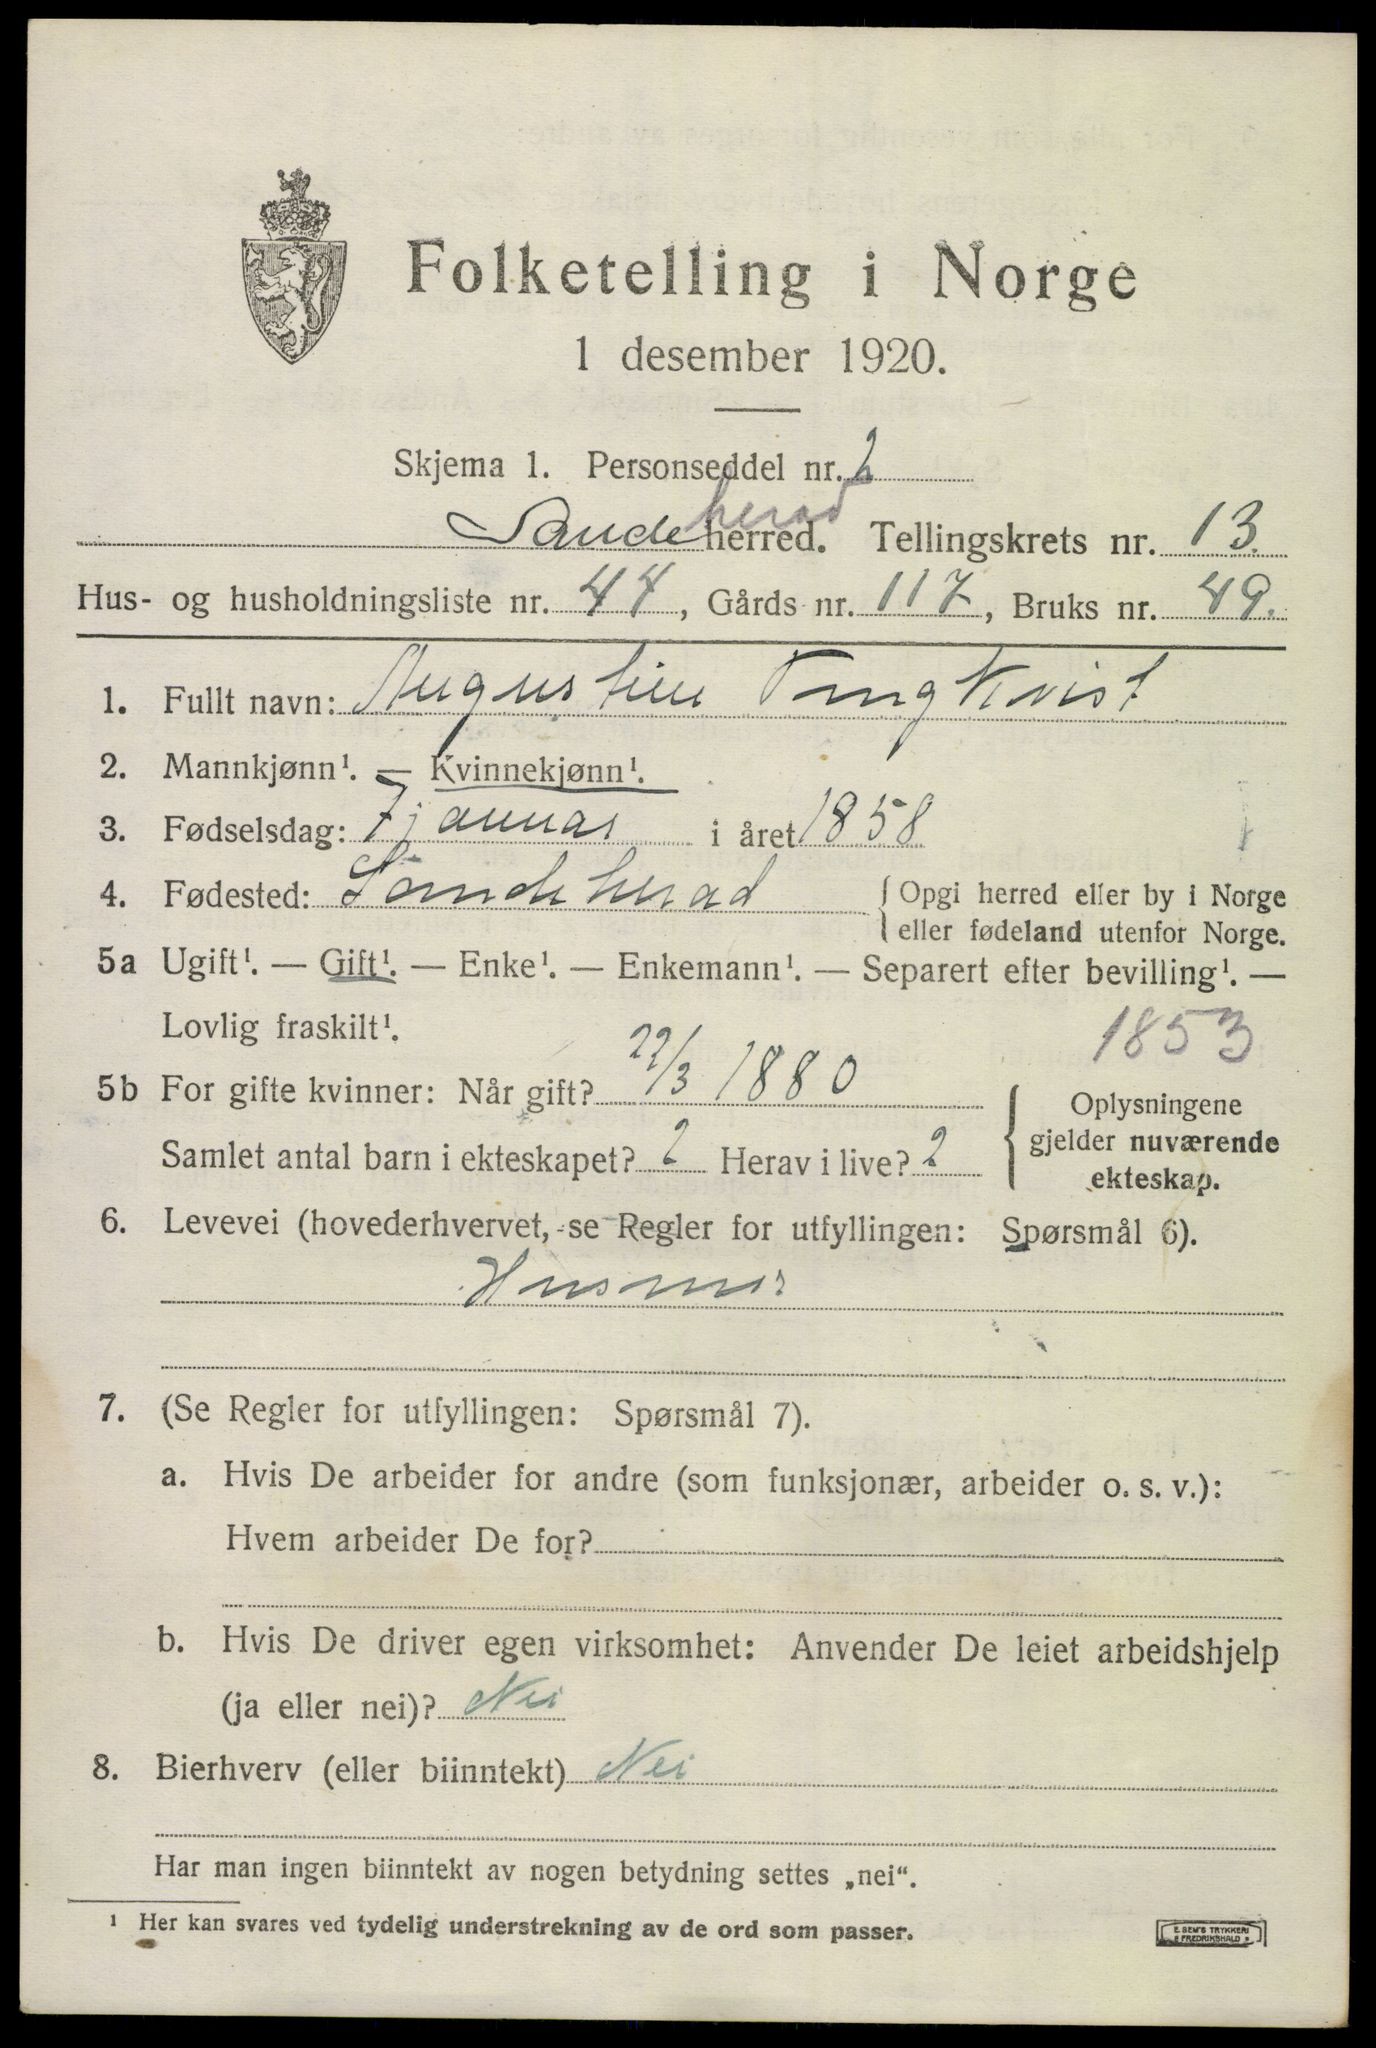 Folketelling i Norge
1 desember 1920.
Skjema 1. Personseddel nr. 2
Sandeherad herred. Tellingskrets nr. 13.
Hus- og husholdningsliste nr. 44, Gårds nr. 117, Bruks nr. 49.
1. Fullt navn: Augustine Tingkvist
2. Mannkjønn¹. — Kvinnekjønn¹.
3. Fødselsdag: 7 januar i året 1858
4. Fødested: Sandeherad { Opgi herred eller by i Norge
eller fødeland utenfor Norge.
5a Ugift¹. — Gift¹. — Enke¹. — Enkemann¹. — Separert efter bevilling¹. —
Lovlig fraskilt¹. 1853
5b For gifte kvinner: Når gift? 22/3 1880
Samlet antal barn i ekteskapet? 2 Herav i live? 2
{ Oplysningene
gjelder nuværende
ekteskap.
6. Levevei (hovederhvervet, se Regler for utfyllingen: Spørsmål 6).
Husmor
7. (Se Regler for utfyllingen: Spørsmål 7).
a. Hvis De arbeider for andre (som funksjonær, arbeider o. s. v.):
Hvem arbeider De for?
b. Hvis De driver egen virksomhet: Anvender De leiet arbeidshjelp
(ja eller nei)? Nei
8. Bierhverv (eller biinntekt) Nei
Har man ingen biinntekt av nogen betydning settes „nei“.
¹ Her kan svares ved tydelig understrekning av de ord som passer.
E. SEM'S TRYKKERI
FREDRIKSHALD